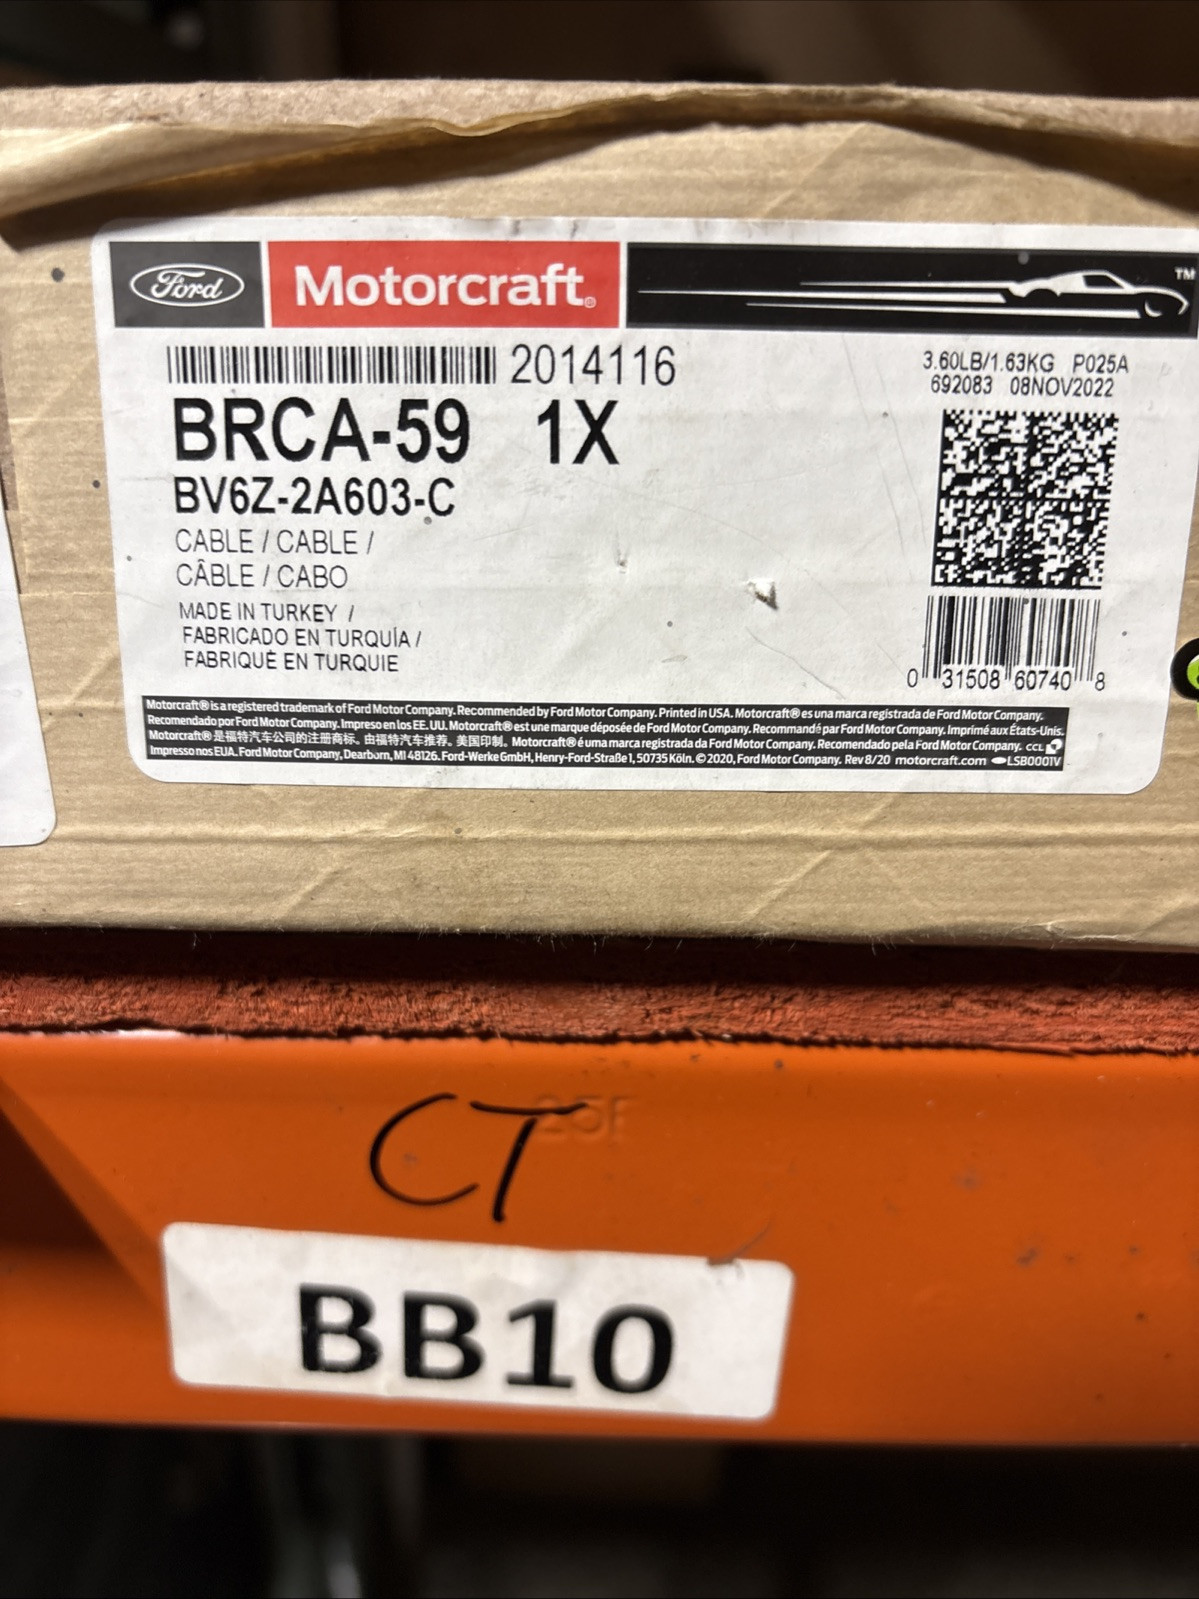 Ford Motorcraft® TM
2014116
3.60LB/1.63KG P025A
692083 08NOV2022
BRCA-59 1X
BV6Z-2A603-C
CABLE / CABLE /
CÂBLE / CABO
MADE IN TURKEY /
FABRICADO EN TURQUÍA /
FABRIQUÉ EN TURQUIE
0 31508 60740 8
Motorcraft® is a registered trademark of Ford Motor Company. Recommended by Ford Motor Company. Printed in USA. Motorcraft® es una marca registrada de Ford Motor Company.
Recomendado por Ford Motor Company. Impreso en los EE. UU. Motorcraft® est une marque déposée de Ford Motor Company. Recommandé par Ford Motor Company. Imprimé aux États-Unis.
Motorcraft® 是福特汽车公司的注册商标。由福特汽车推荐。美国印制。Motorcraft® é uma marca registrada da Ford Motor Company. Recomendado pela Ford Motor Company. CCL
Impresso nos EUA. Ford Motor Company, Dearborn, MI 48126. Ford-Werke GmbH, Henry-Ford-Straße 1, 50735 Köln. © 2020, Ford Motor Company. Rev 8/20 motorcraft.com LSB0001V
CT
BB10